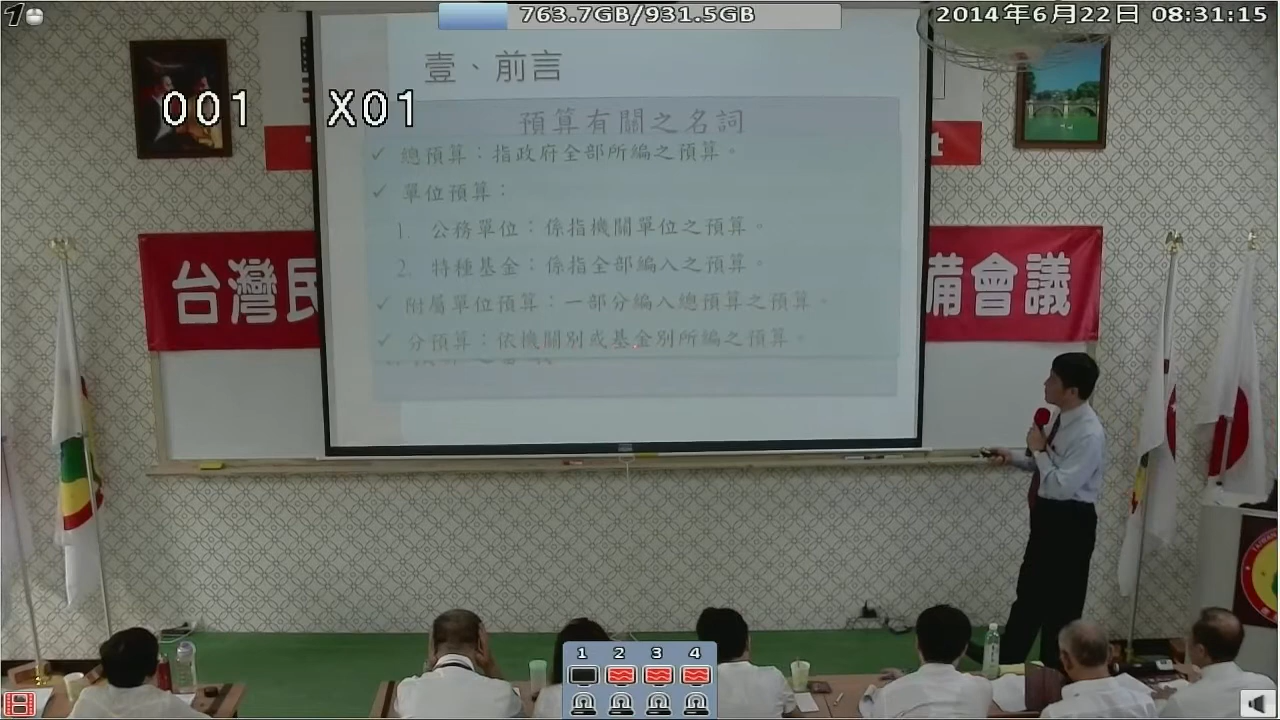 763.7GB/931.5GB
2014年6月22日 08:31:15
001 X01
壹、前言
預算有關之名詞
✓ 總預算：指政府全部所編之預算。
✓ 單位預算：
1. 公務單位：係指機關單位之預算。
2. 特種基金：係指全部編入之預算。
✓ 附屬單位預算：一部分編入總預算之預算。
✓ 分預算：依機關別或基金別所編之預算。
台灣民
備會議
1 2 3 4